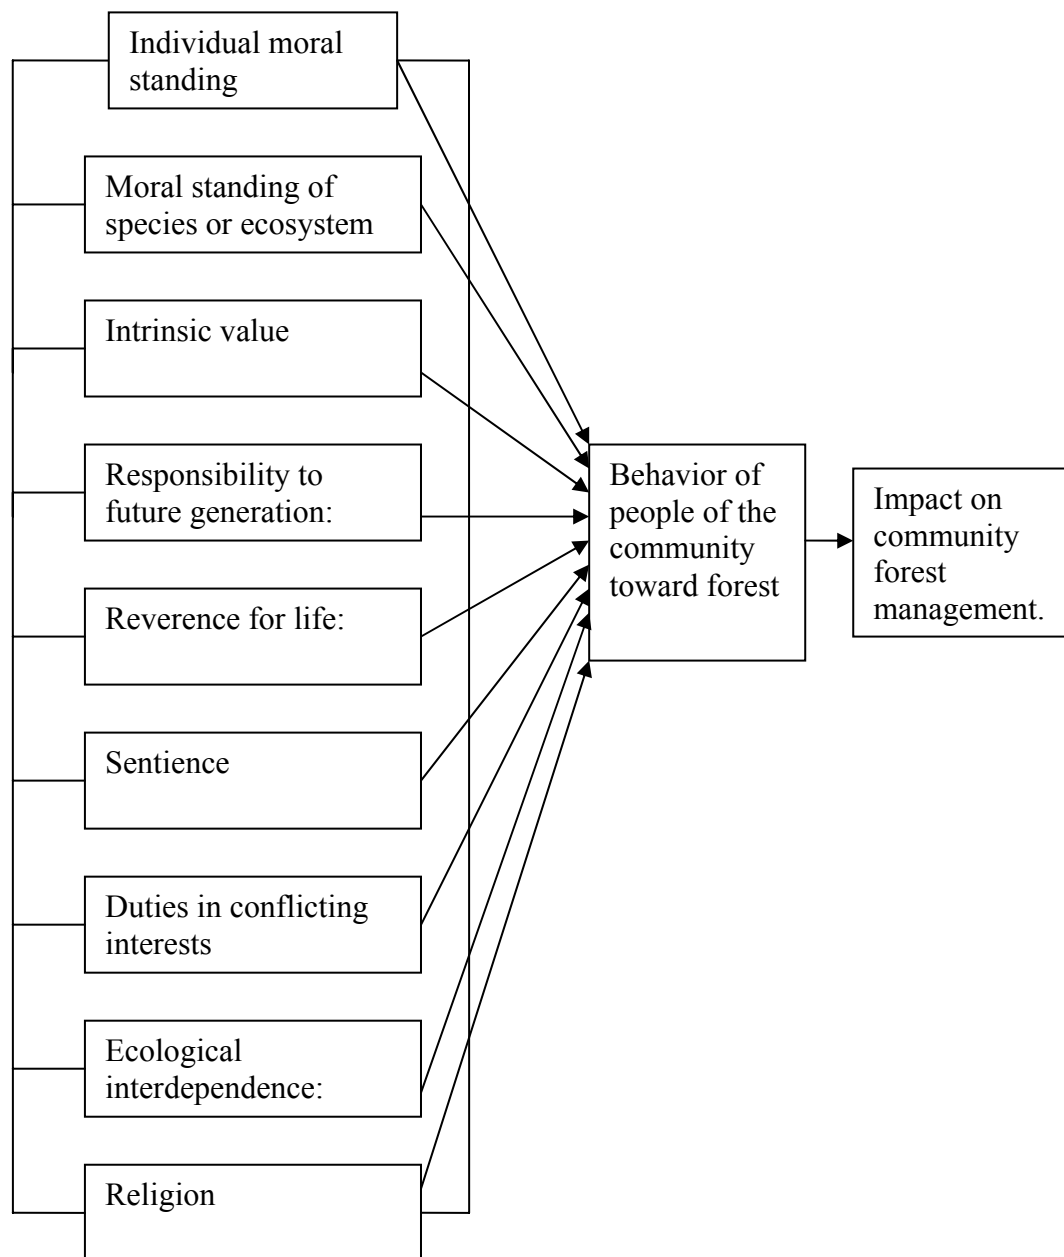 Individual moral
standing
Moral standing of
species or ecosystem
Intrinsic value
Responsibility to
future generation:
Reverence for life:
Sentience
Duties in conflicting
interests
Ecological
interdependence:
Religion
Behavior of
people of the
community
toward forest
Impact on
community
forest
management.